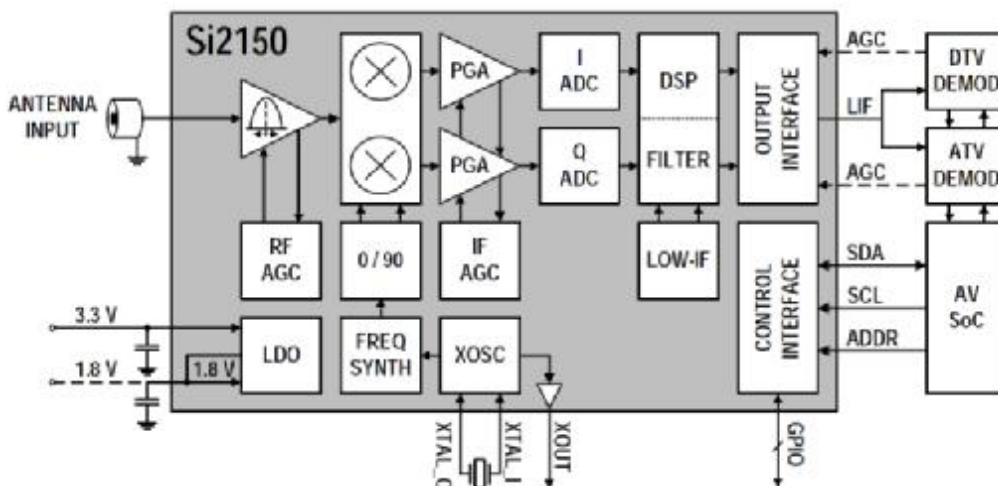 Si2150
ANTENNA
INPUT
PGA
PGA
I
ADC
Q
ADC
DSP
FILTER
OUTPUT
INTERFACE
AGC
LIF
AGC
DTV
DEMOD
ATV
DEMOD
RF
AGC
0 / 90
IF
AGC
LOW-IF
CONTROL
INTERFACE
SDA
SCL
ADDR
AV
SoC
3.3 V
1.8 V
1.8 V
LDO
FREQ
SYNTH
XOSC
XTAL_I
XOUT
GPIO